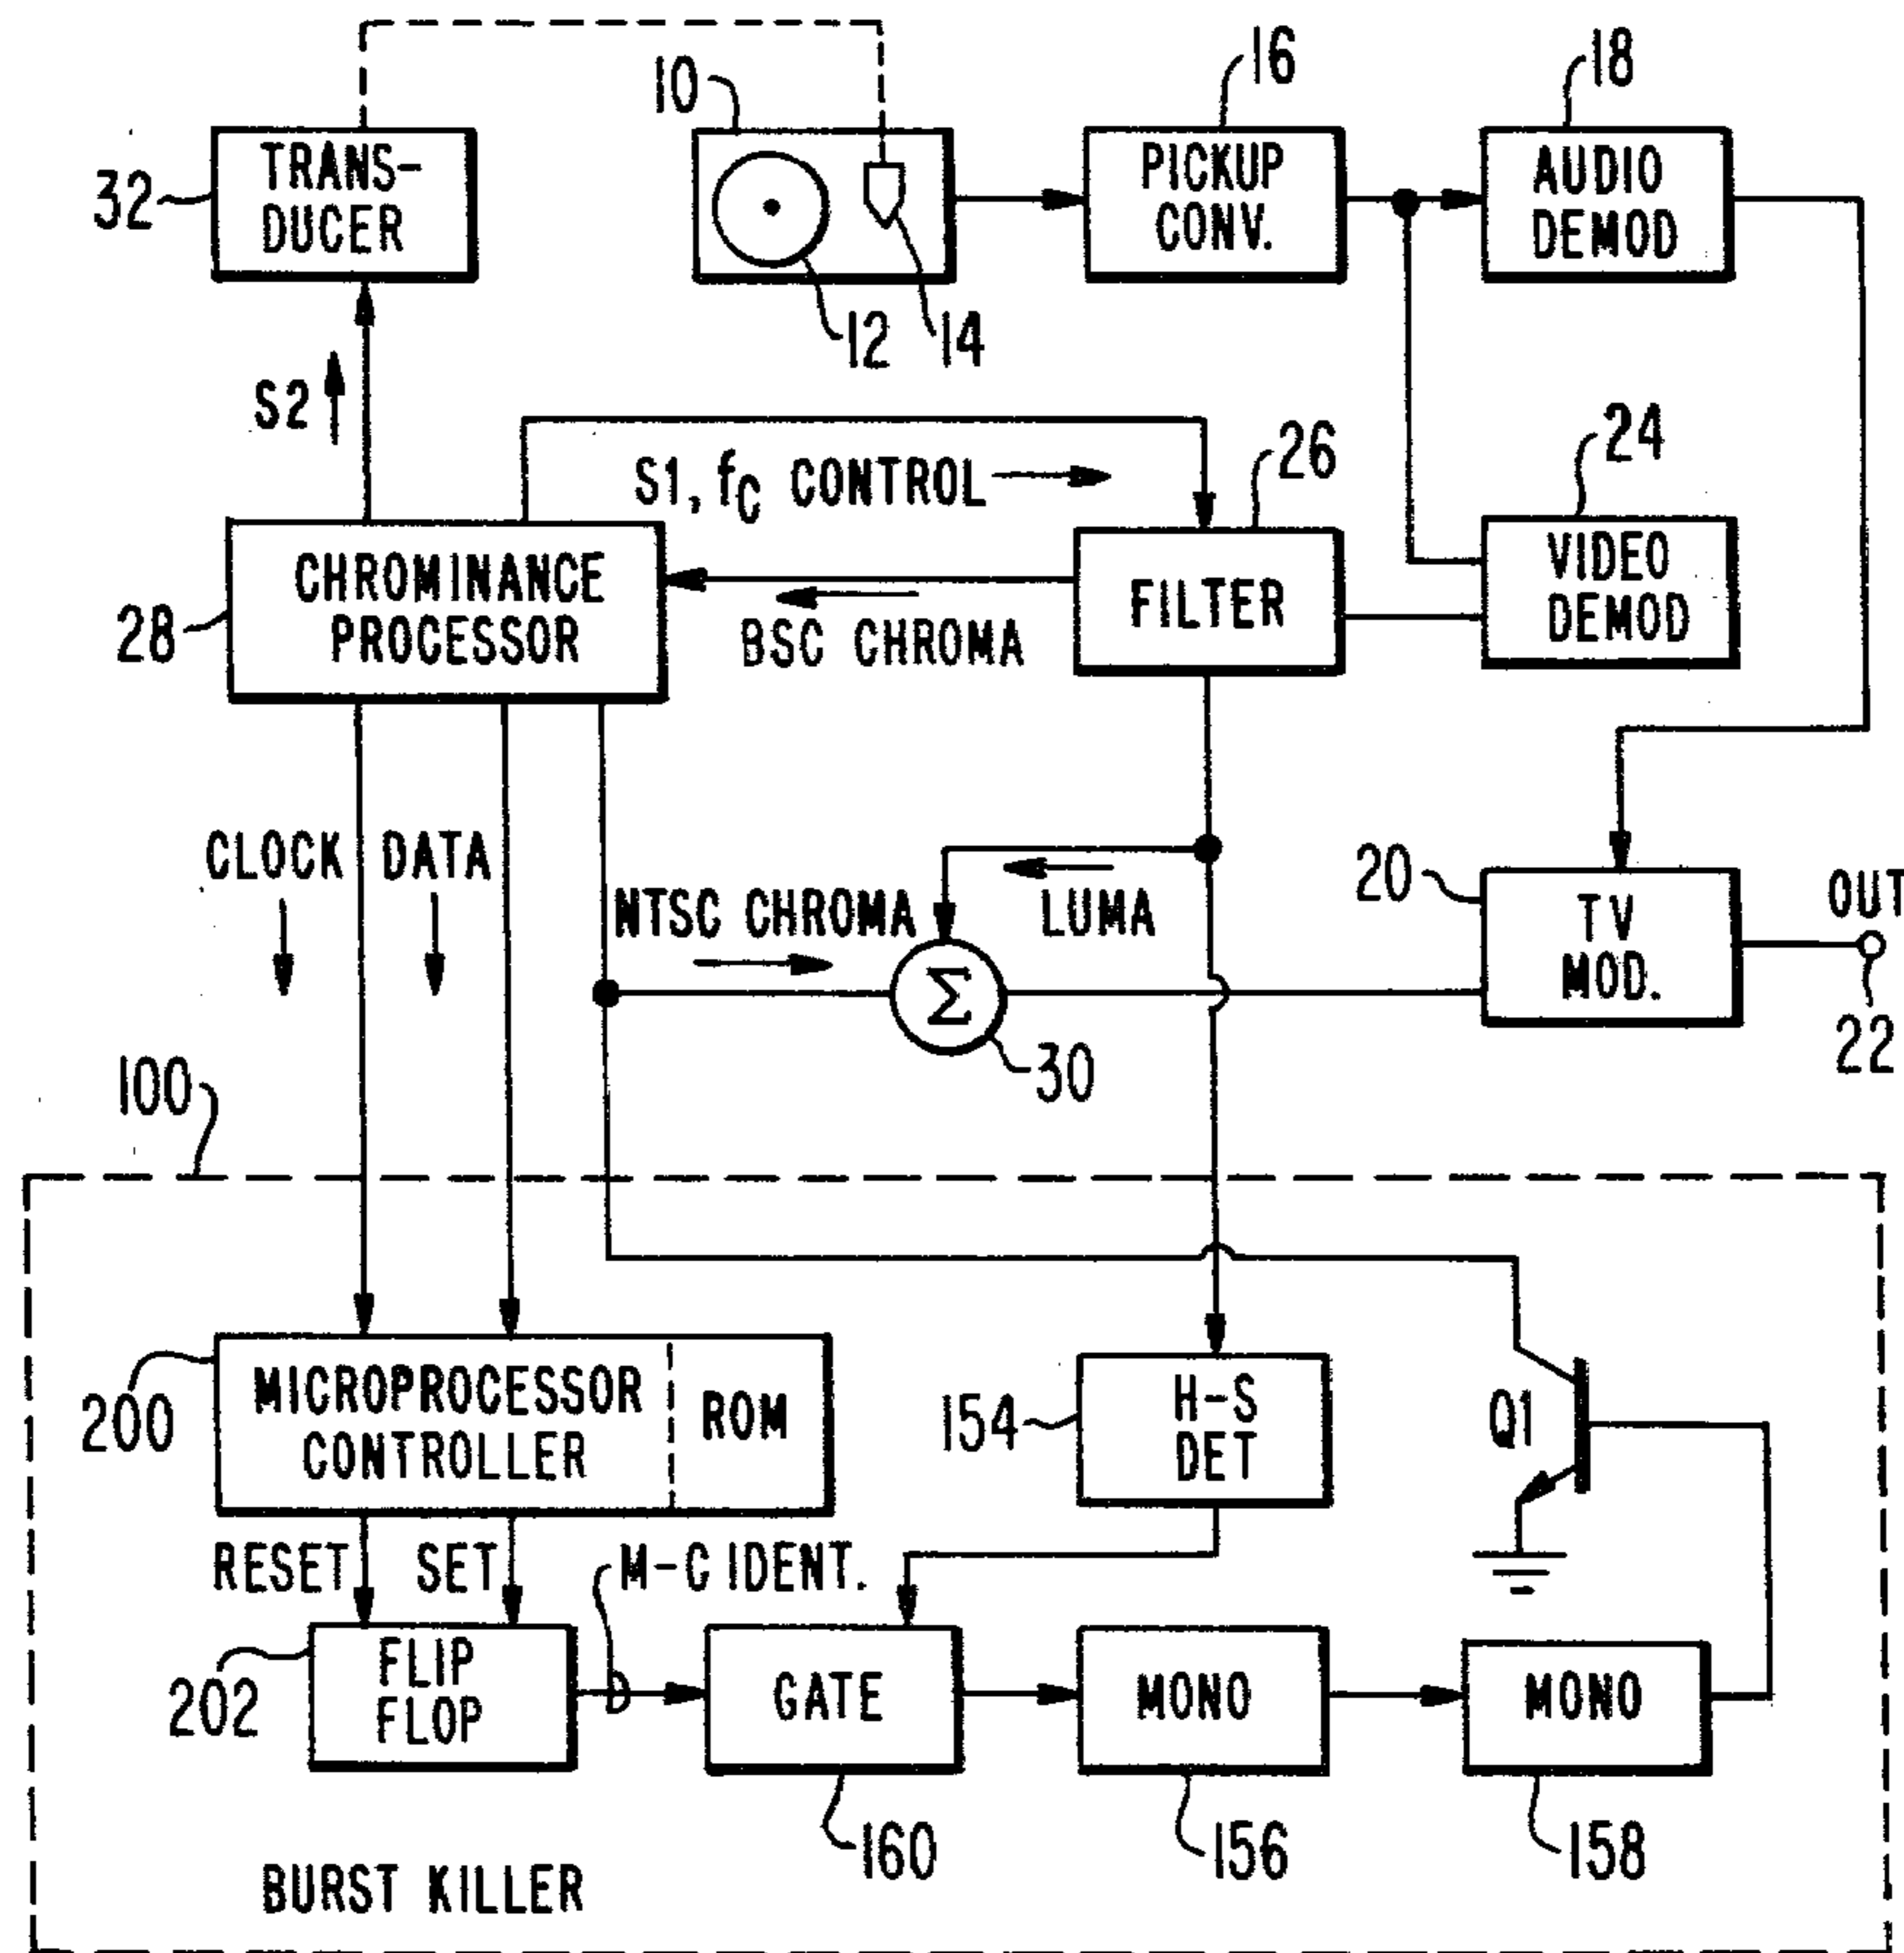 10
16
18
TRANS-
DUCER
32
PICKUP
CONV.
AUDIO
DEMOD
12
14
S2
S1, fC CONTROL
26
24
CHROMINANCE
PROCESSOR
28
BSC CHROMA
FILTER
VIDEO
DEMOD
CLOCK
DATA
NTSC CHROMA
LUMA
Σ
30
20
TV
MOD.
OUT
22
100
MICROPROCESSOR
CONTROLLER
ROM
200
154
H-S
DET
Q1
RESET
SET
M-C IDENT.
FLIP
FLOP
202
GATE
MONO
MONO
160
156
158
BURST KILLER